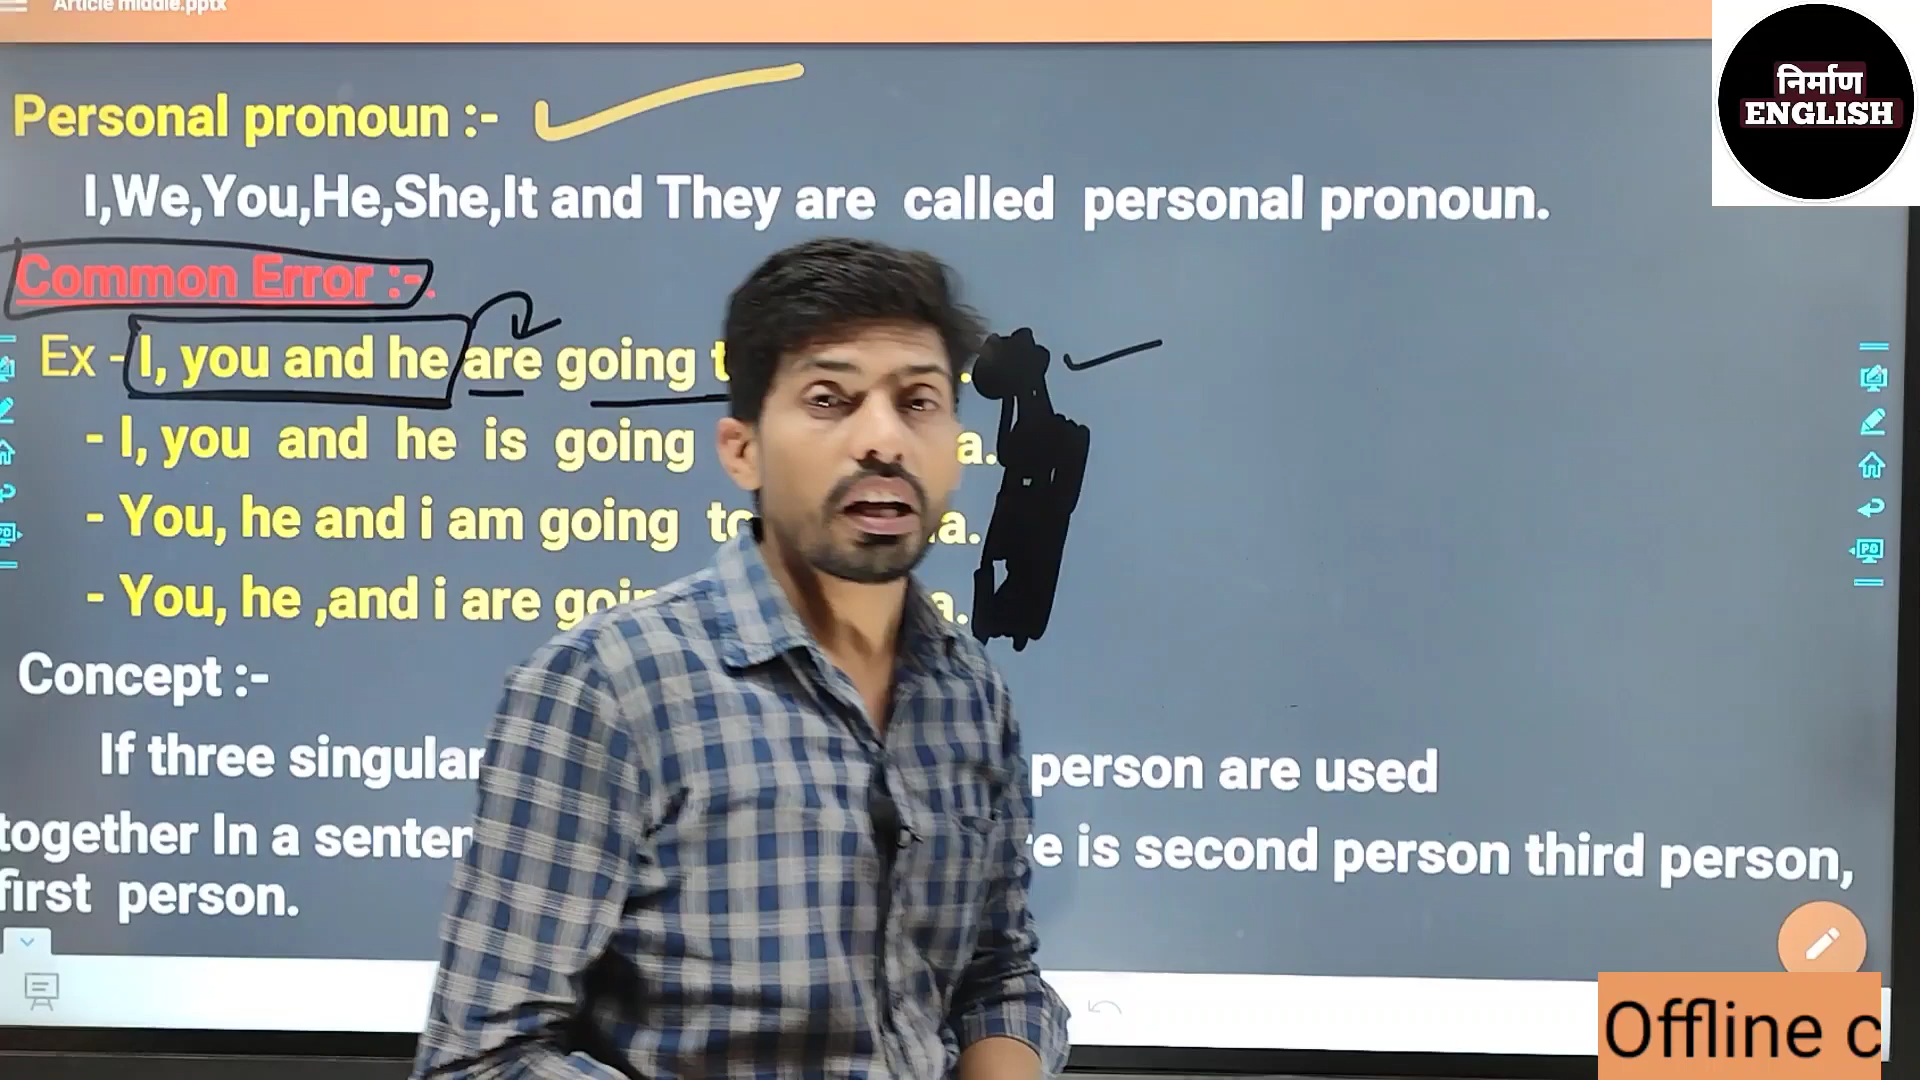 Article middle.pptx
निर्माण
ENGLISH
Personal pronoun :-
I,We,You,He,She,It and They are called personal pronoun.
Common Error :-.
Ex - I, you and he are going
- I, you and he is going a.
- You, he and i am going to a.
- You, he ,and i are a.
Concept :-
If three singular person are used
together In a is second person third person,
first person.
Offline